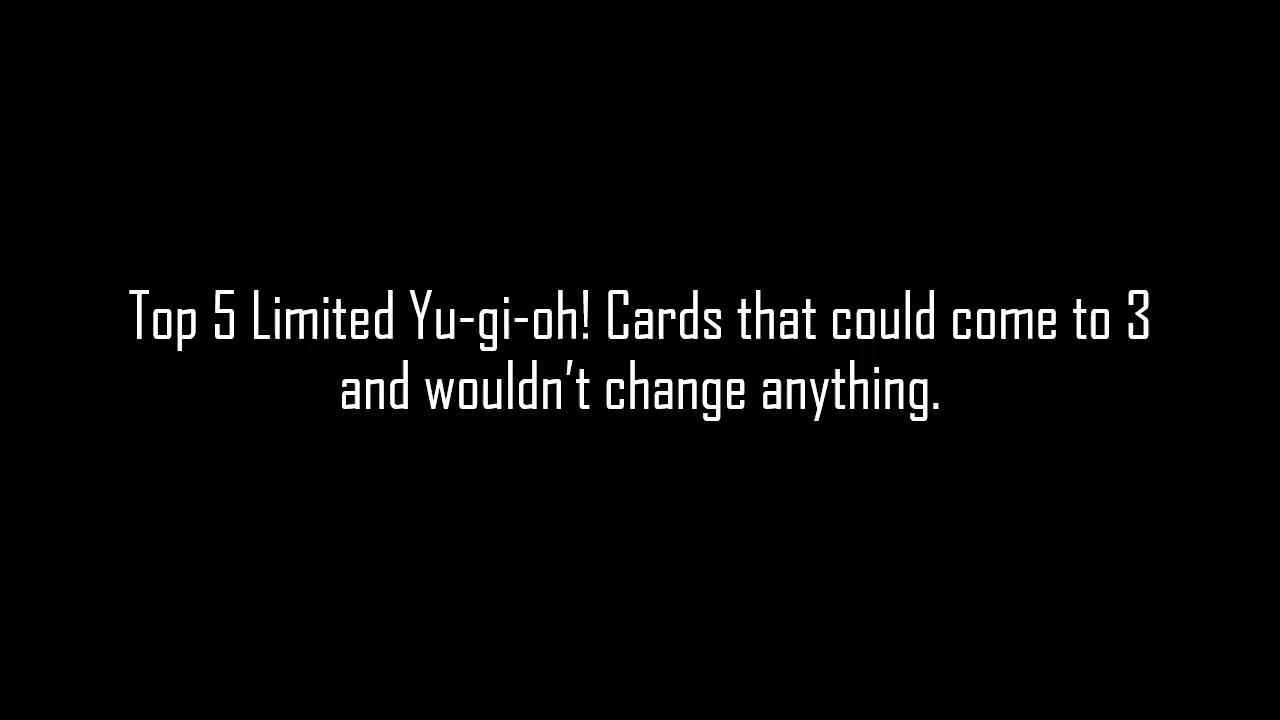 Top 5 Limited Yu-gi-oh! Cards that could come to 3
and wouldn't change anything.